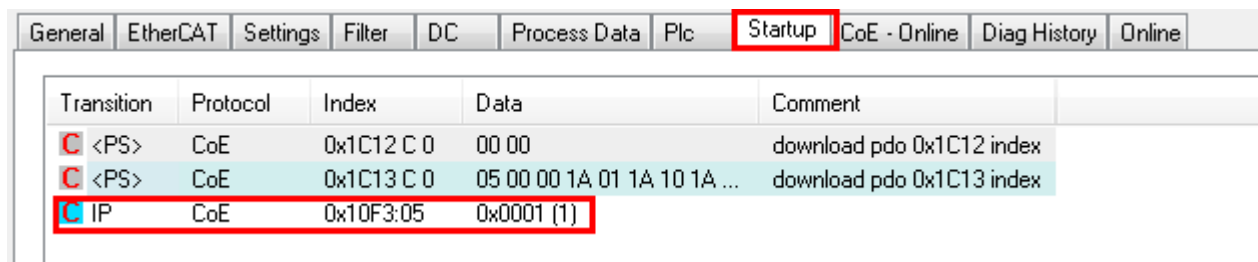 General EtherCAT Settings Filter DC Process Data Plc Startup CoE - Online Diag History Online
Transition Protocol Index Data Comment
C <PS> CoE 0x1C12 C 0 00 00 download pdo 0x1C12 index
C <PS> CoE 0x1C13 C 0 05 00 00 1A 01 1A 10 1A ... download pdo 0x1C13 index
C IP CoE 0x10F3:05 0x0001 (1)